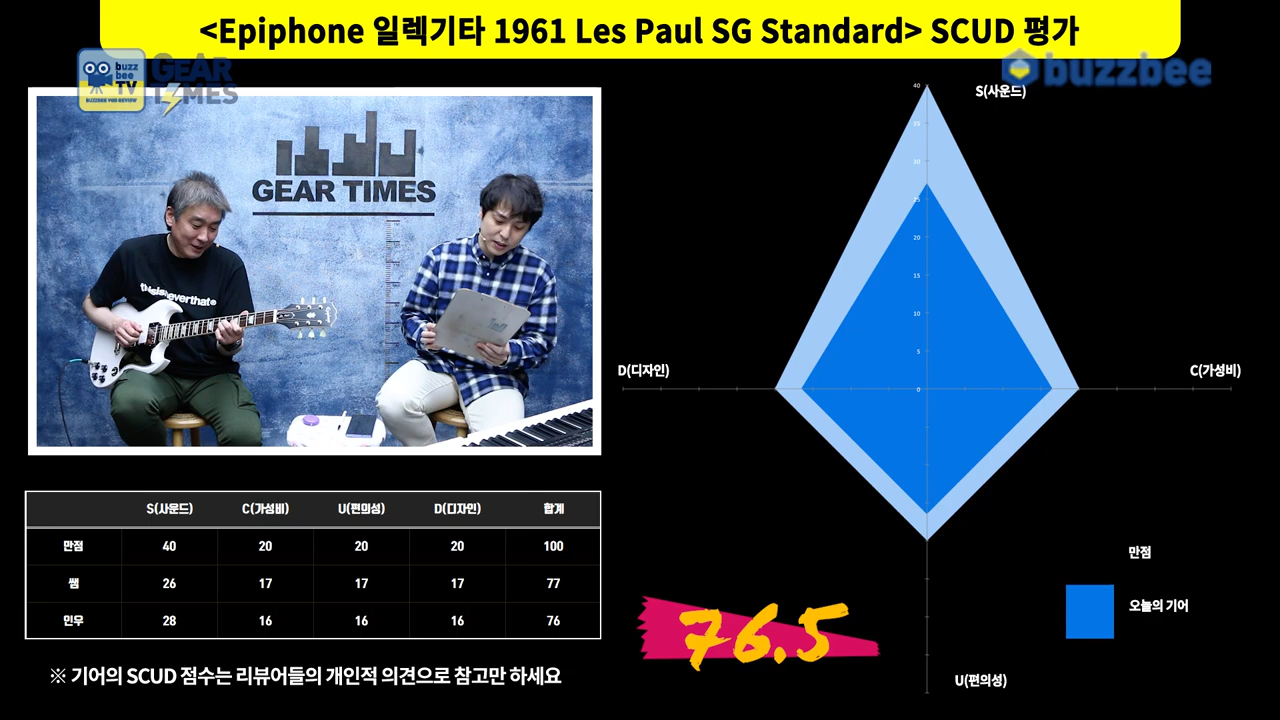 <Epiphone 일렉기타 1961 Les Paul SG Standard> SCUD 평가
buzz
bee
TV
BUZZBEE VOD REVIEW
GEAR
TIMES
buzzbee
GEAR TIMES
thisisneverthat®
S(사운드)
40
35
30
25
20
15
10
5
0
D(디자인)
C(가성비)
U(편의성)
만점
오늘의 기어
S(사운드) C(가성비) U(편의성) D(디자인) 합계
만점 40 20 20 20 100
쌤 26 17 17 17 77
민우 28 16 16 16 76
76.5
※ 기어의 SCUD 점수는 리뷰어들의 개인적 의견으로 참고만 하세요